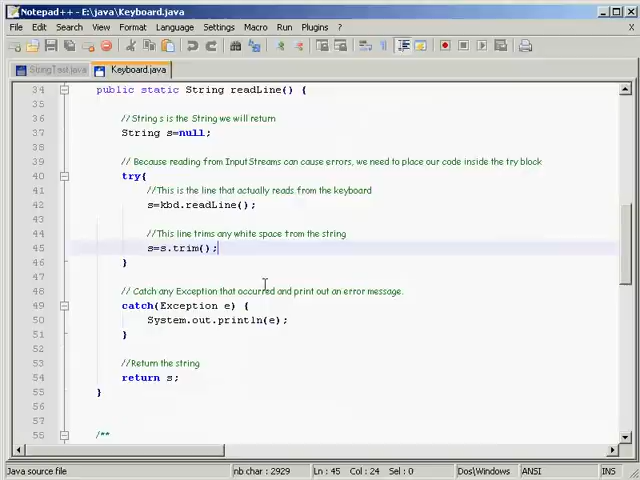 Notepad++ - E:\java\Keyboard.java
File Edit Search View Format Language Settings Macro Run Plugins ?
StringTest.java Keyboard.java
34 public static String readLine() {
35
36 //String s is the String we will return
37 String s=null;
38
39 // Because reading from InputStreams can cause errors, we need to place our code inside the try block
40 try{
41 //This is the line that actually reads from the keyboard
42 s=kbd.readLine();
43
44 //This line trims any white space from the string
45 s=s.trim();
46 }
47
48 // Catch any Exception that occurred and print out an error message.
49 catch(Exception e) {
50 System.out.println(e);
51 }
52
53 //Return the string
54 return s;
55 }
56
57
58 /**
Java source file nb char : 2929 Ln : 45 Col : 24 Sel : 0 Dos\Windows ANSI INS